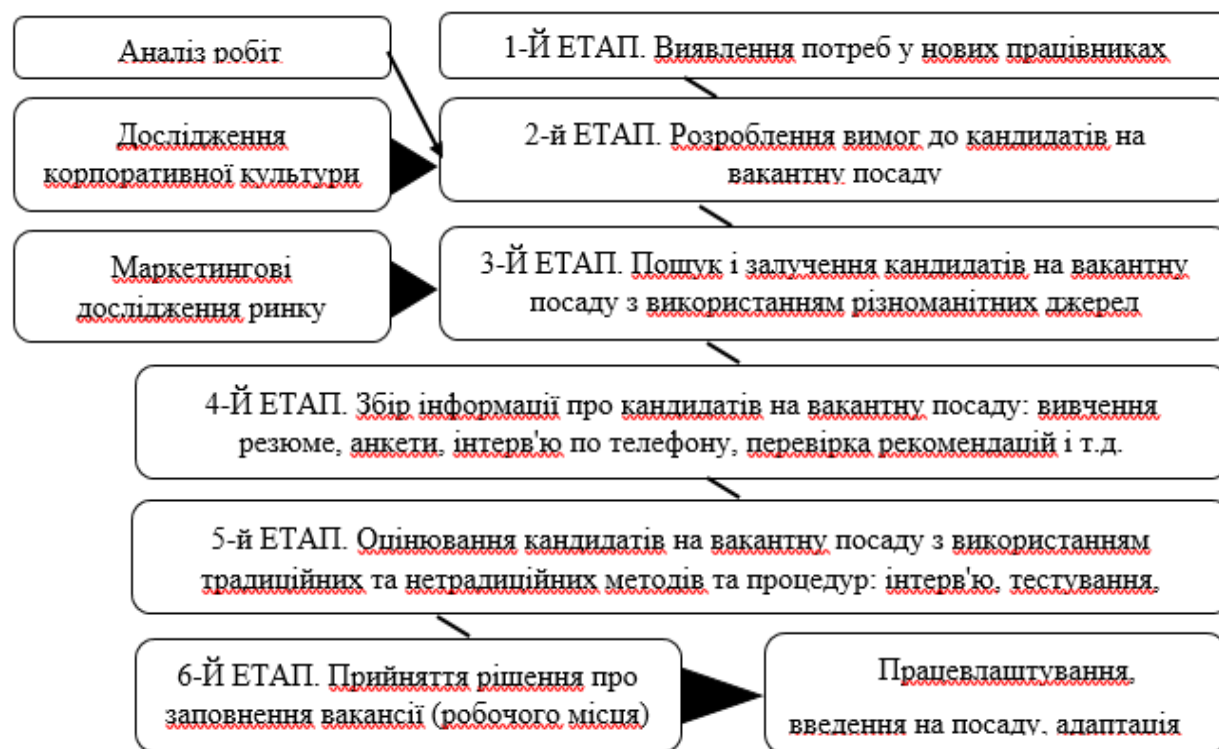 Аналіз робіт
1-Й ЕТАП. Виявлення потреб у нових працівниках
Дослідження
корпоративної культури
2-й ЕТАП. Розроблення вимог до кандидатів на
вакантну посаду
Маркетингові
дослідження ринку
3-Й ЕТАП. Пошук і залучення кандидатів на вакантну
посаду з використанням різноманітних джерел
4-Й ЕТАП. Збір інформації про кандидатів на вакантну посаду: вивчення
резюме, анкети, інтерв'ю по телефону, перевірка рекомендацій і т.д.
5-й ЕТАП. Оцінювання кандидатів на вакантну посаду з використанням
традиційних та нетрадиційних методів та процедур: інтерв'ю, тестування,
6-Й ЕТАП. Прийняття рішення про
заповнення вакансії (робочого місця)
Працевлаштування,
введення на посаду, адаптація